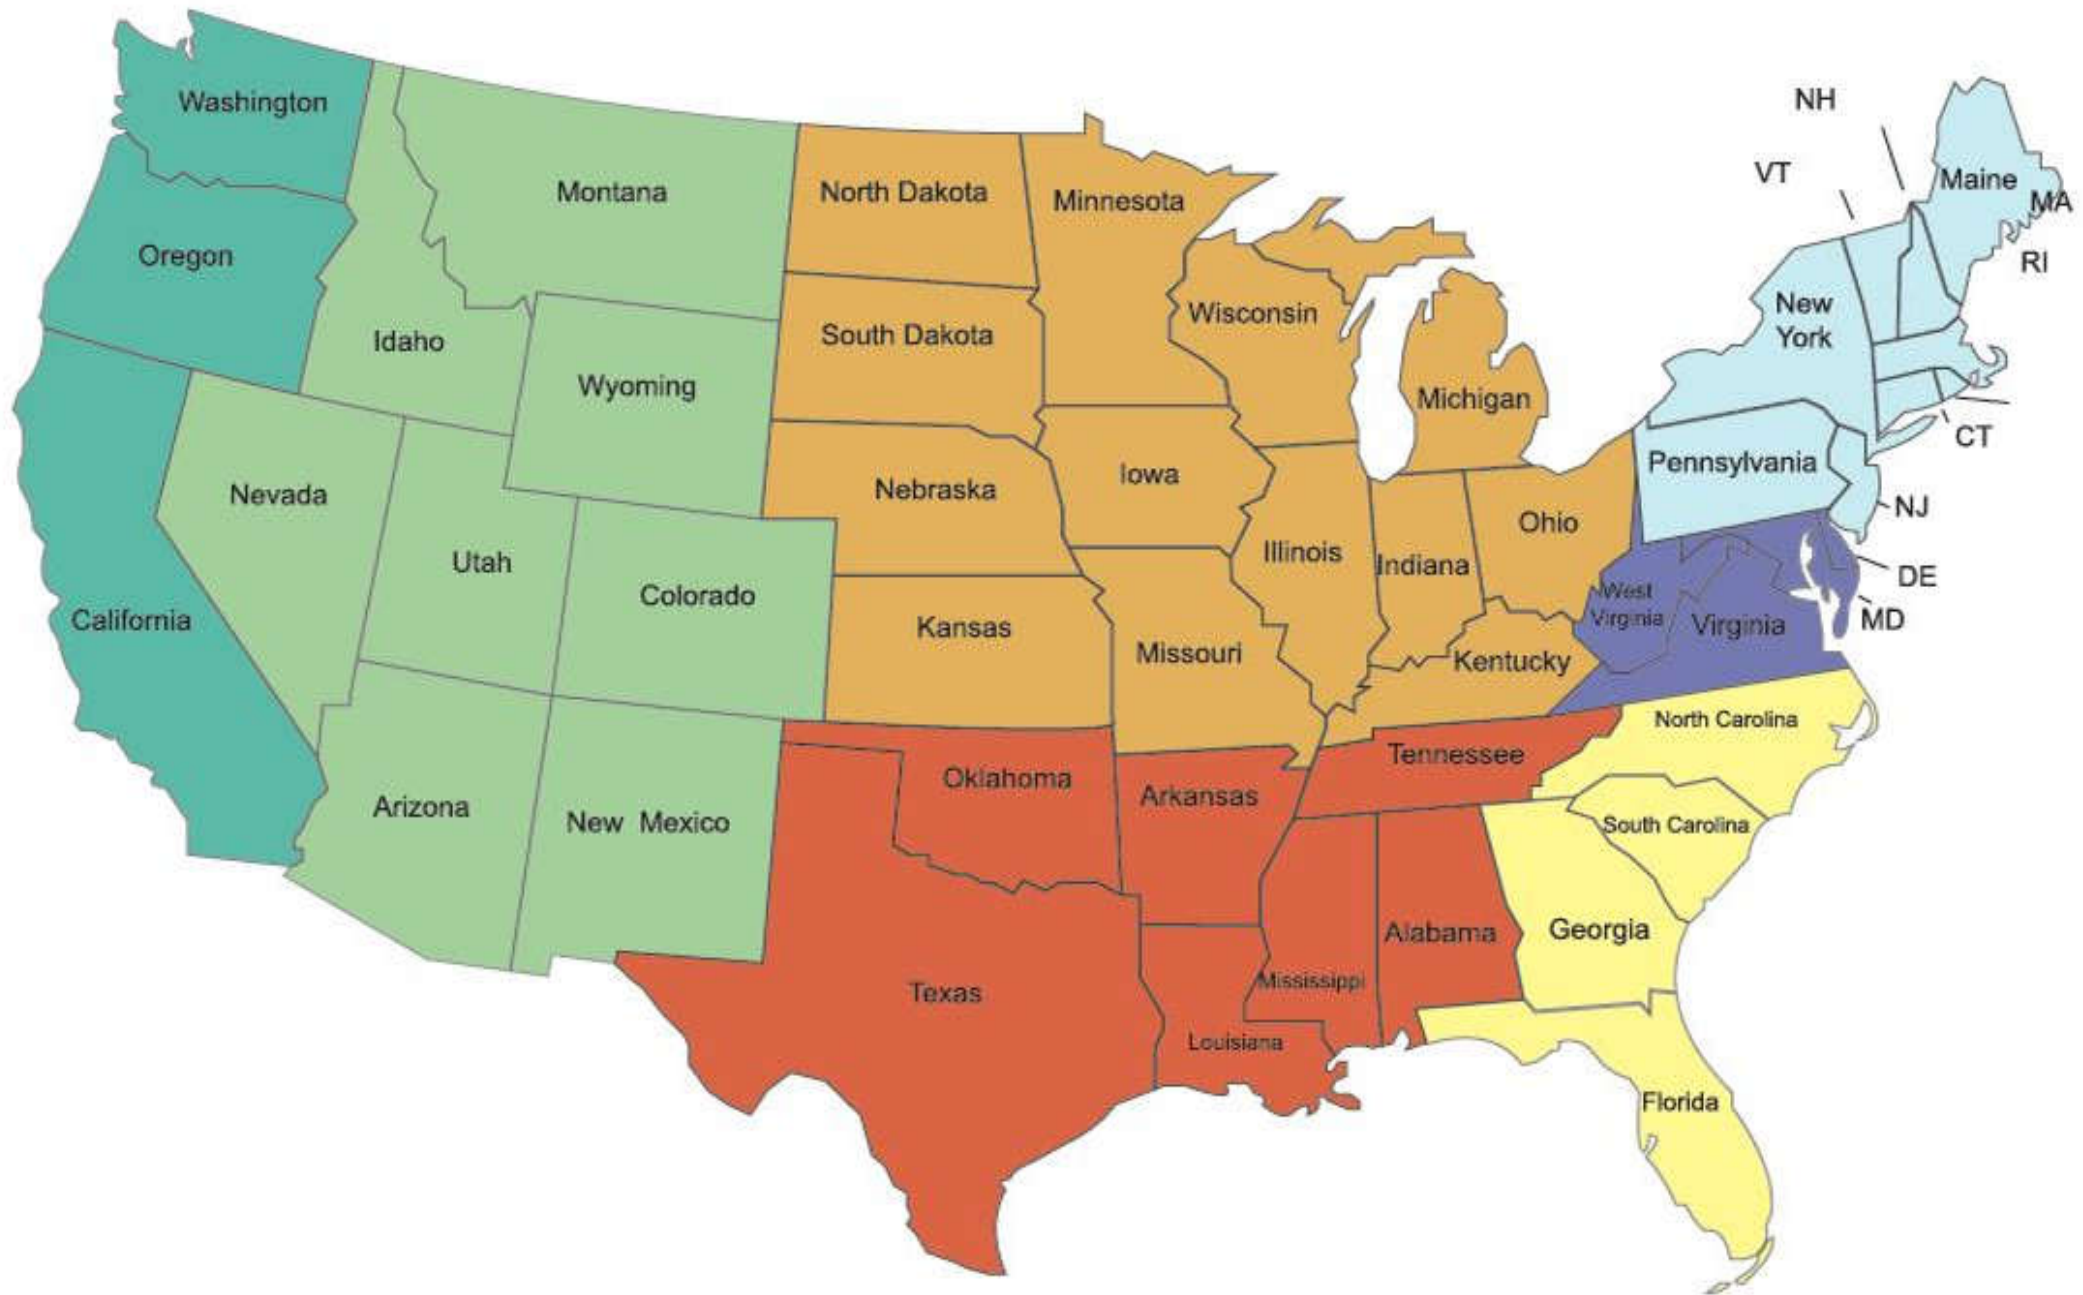 NH
Washington
VT
Maine
Montana
North Dakota
Minnesota
MA
Oregon
RI
New
York
Wisconsin
South Dakota
Idaho
Wyoming
Michigan
CT
Pennsylvania
Iowa
Nebraska
Nevada
NJ
Ohio
Utah
Illinois
Indiana
DE
West
Virginia
Colorado
California
MD
Virginia
Kansas
Missouri
Kentucky
North Carolina
Tennessee
Oklahoma
Arkansas
Arizona
New Mexico
South Carolina
Georgia
Alabama
Mississippi
Texas
Louisiana
Florida